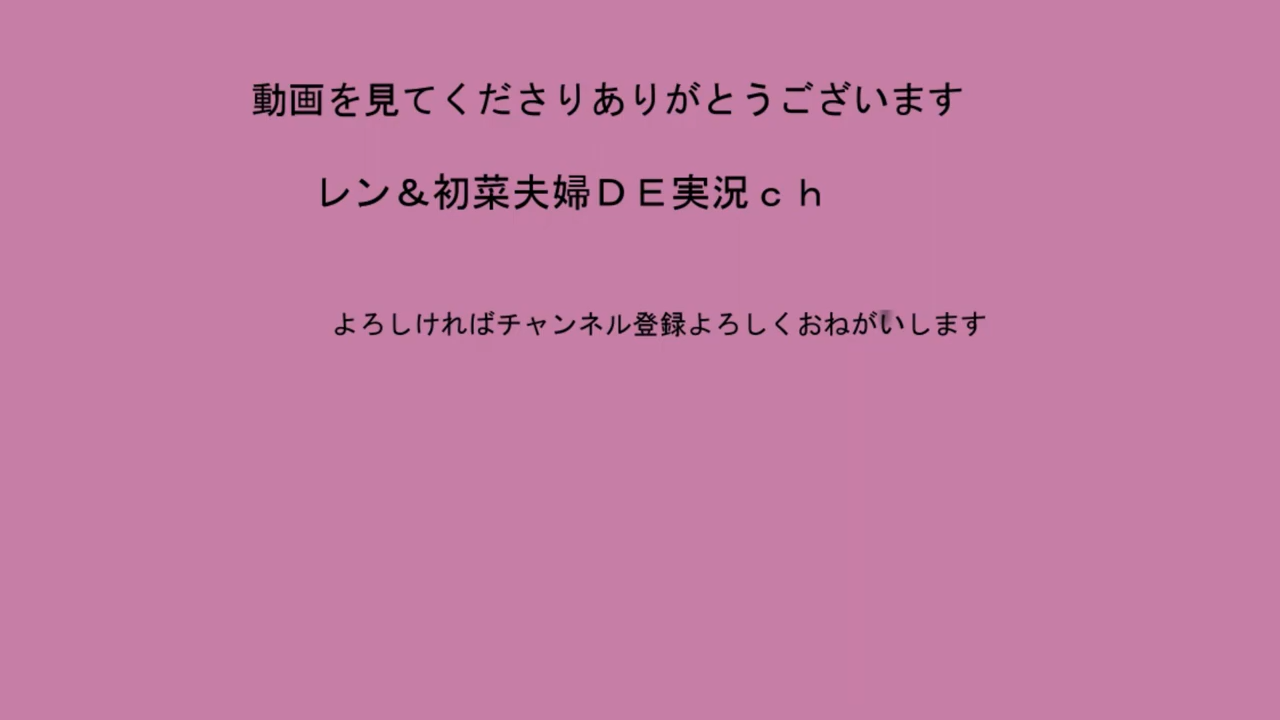 動画を見てくださりありがとうございます
レン＆初菜夫婦ＤＥ実況ｃｈ
よろしければチャンネル登録よろしくおねがいします